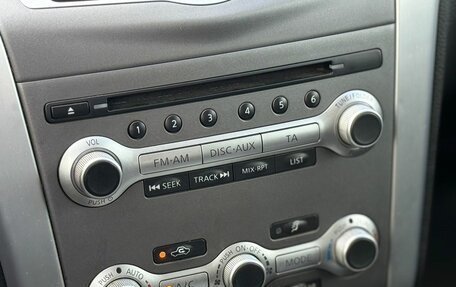 1 2 3 4 5 6
VOL
TUNE/FOLDER
FM-AM DISC-AUX TA
PUSH
SEEK TRACK MIX·RPT LIST
PUSH AUTO PUSH ON·OFF
A/C MODE